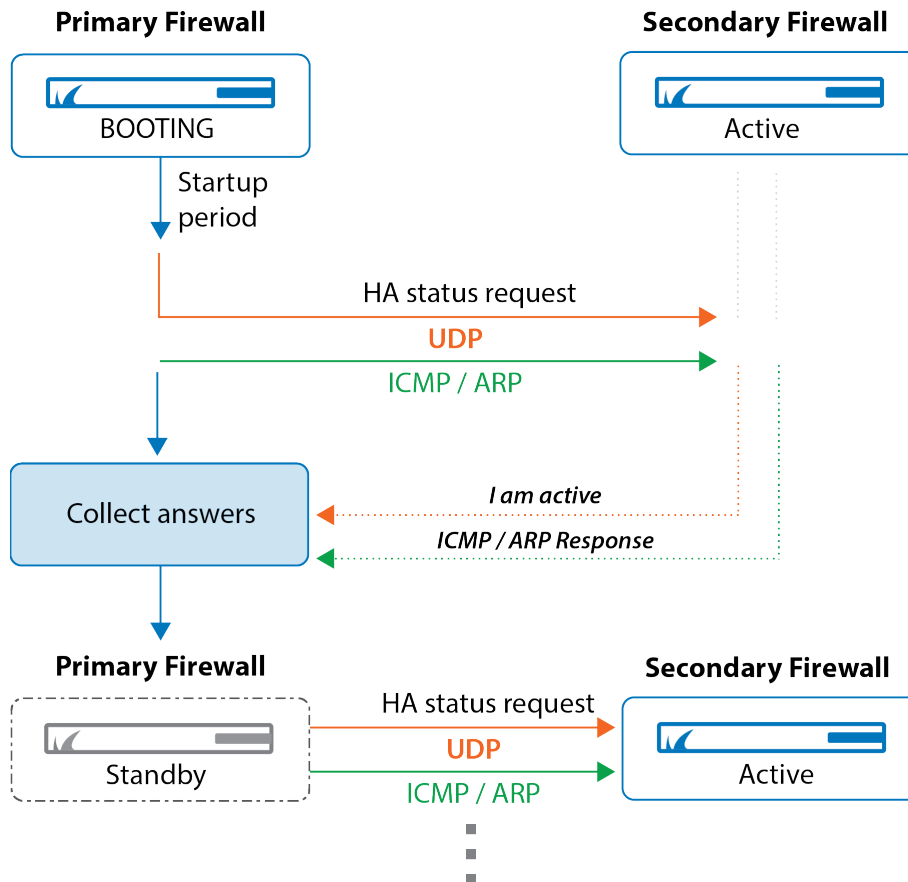 Primary Firewall
Secondary Firewall
BOOTING
Active
Startup
period
HA status request
UDP
ICMP / ARP
Collect answers
I am active
ICMP / ARP Response
Primary Firewall
Secondary Firewall
HA status request
UDP
Standby
Active
ICMP / ARP